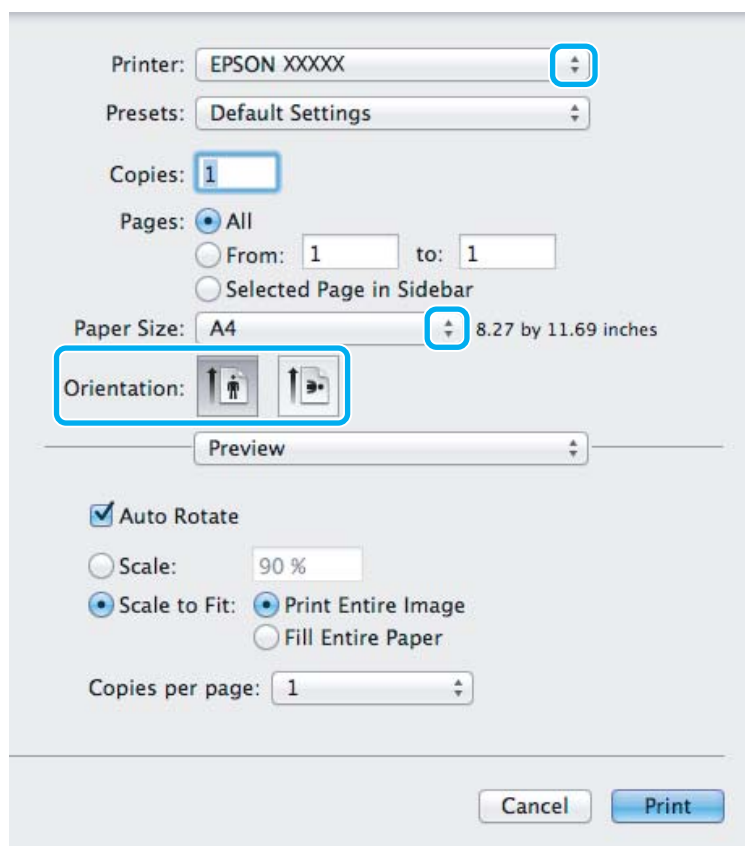 Printer: EPSON XXXXX
Presets: Default Settings
Copies: 1
Pages: All
From: 1 to: 1
Selected Page in Sidebar
Paper Size: A4 8.27 by 11.69 inches
Orientation:
Preview
Auto Rotate
Scale: 90 %
Scale to Fit: Print Entire Image
Fill Entire Paper
Copies per page: 1
Cancel Print